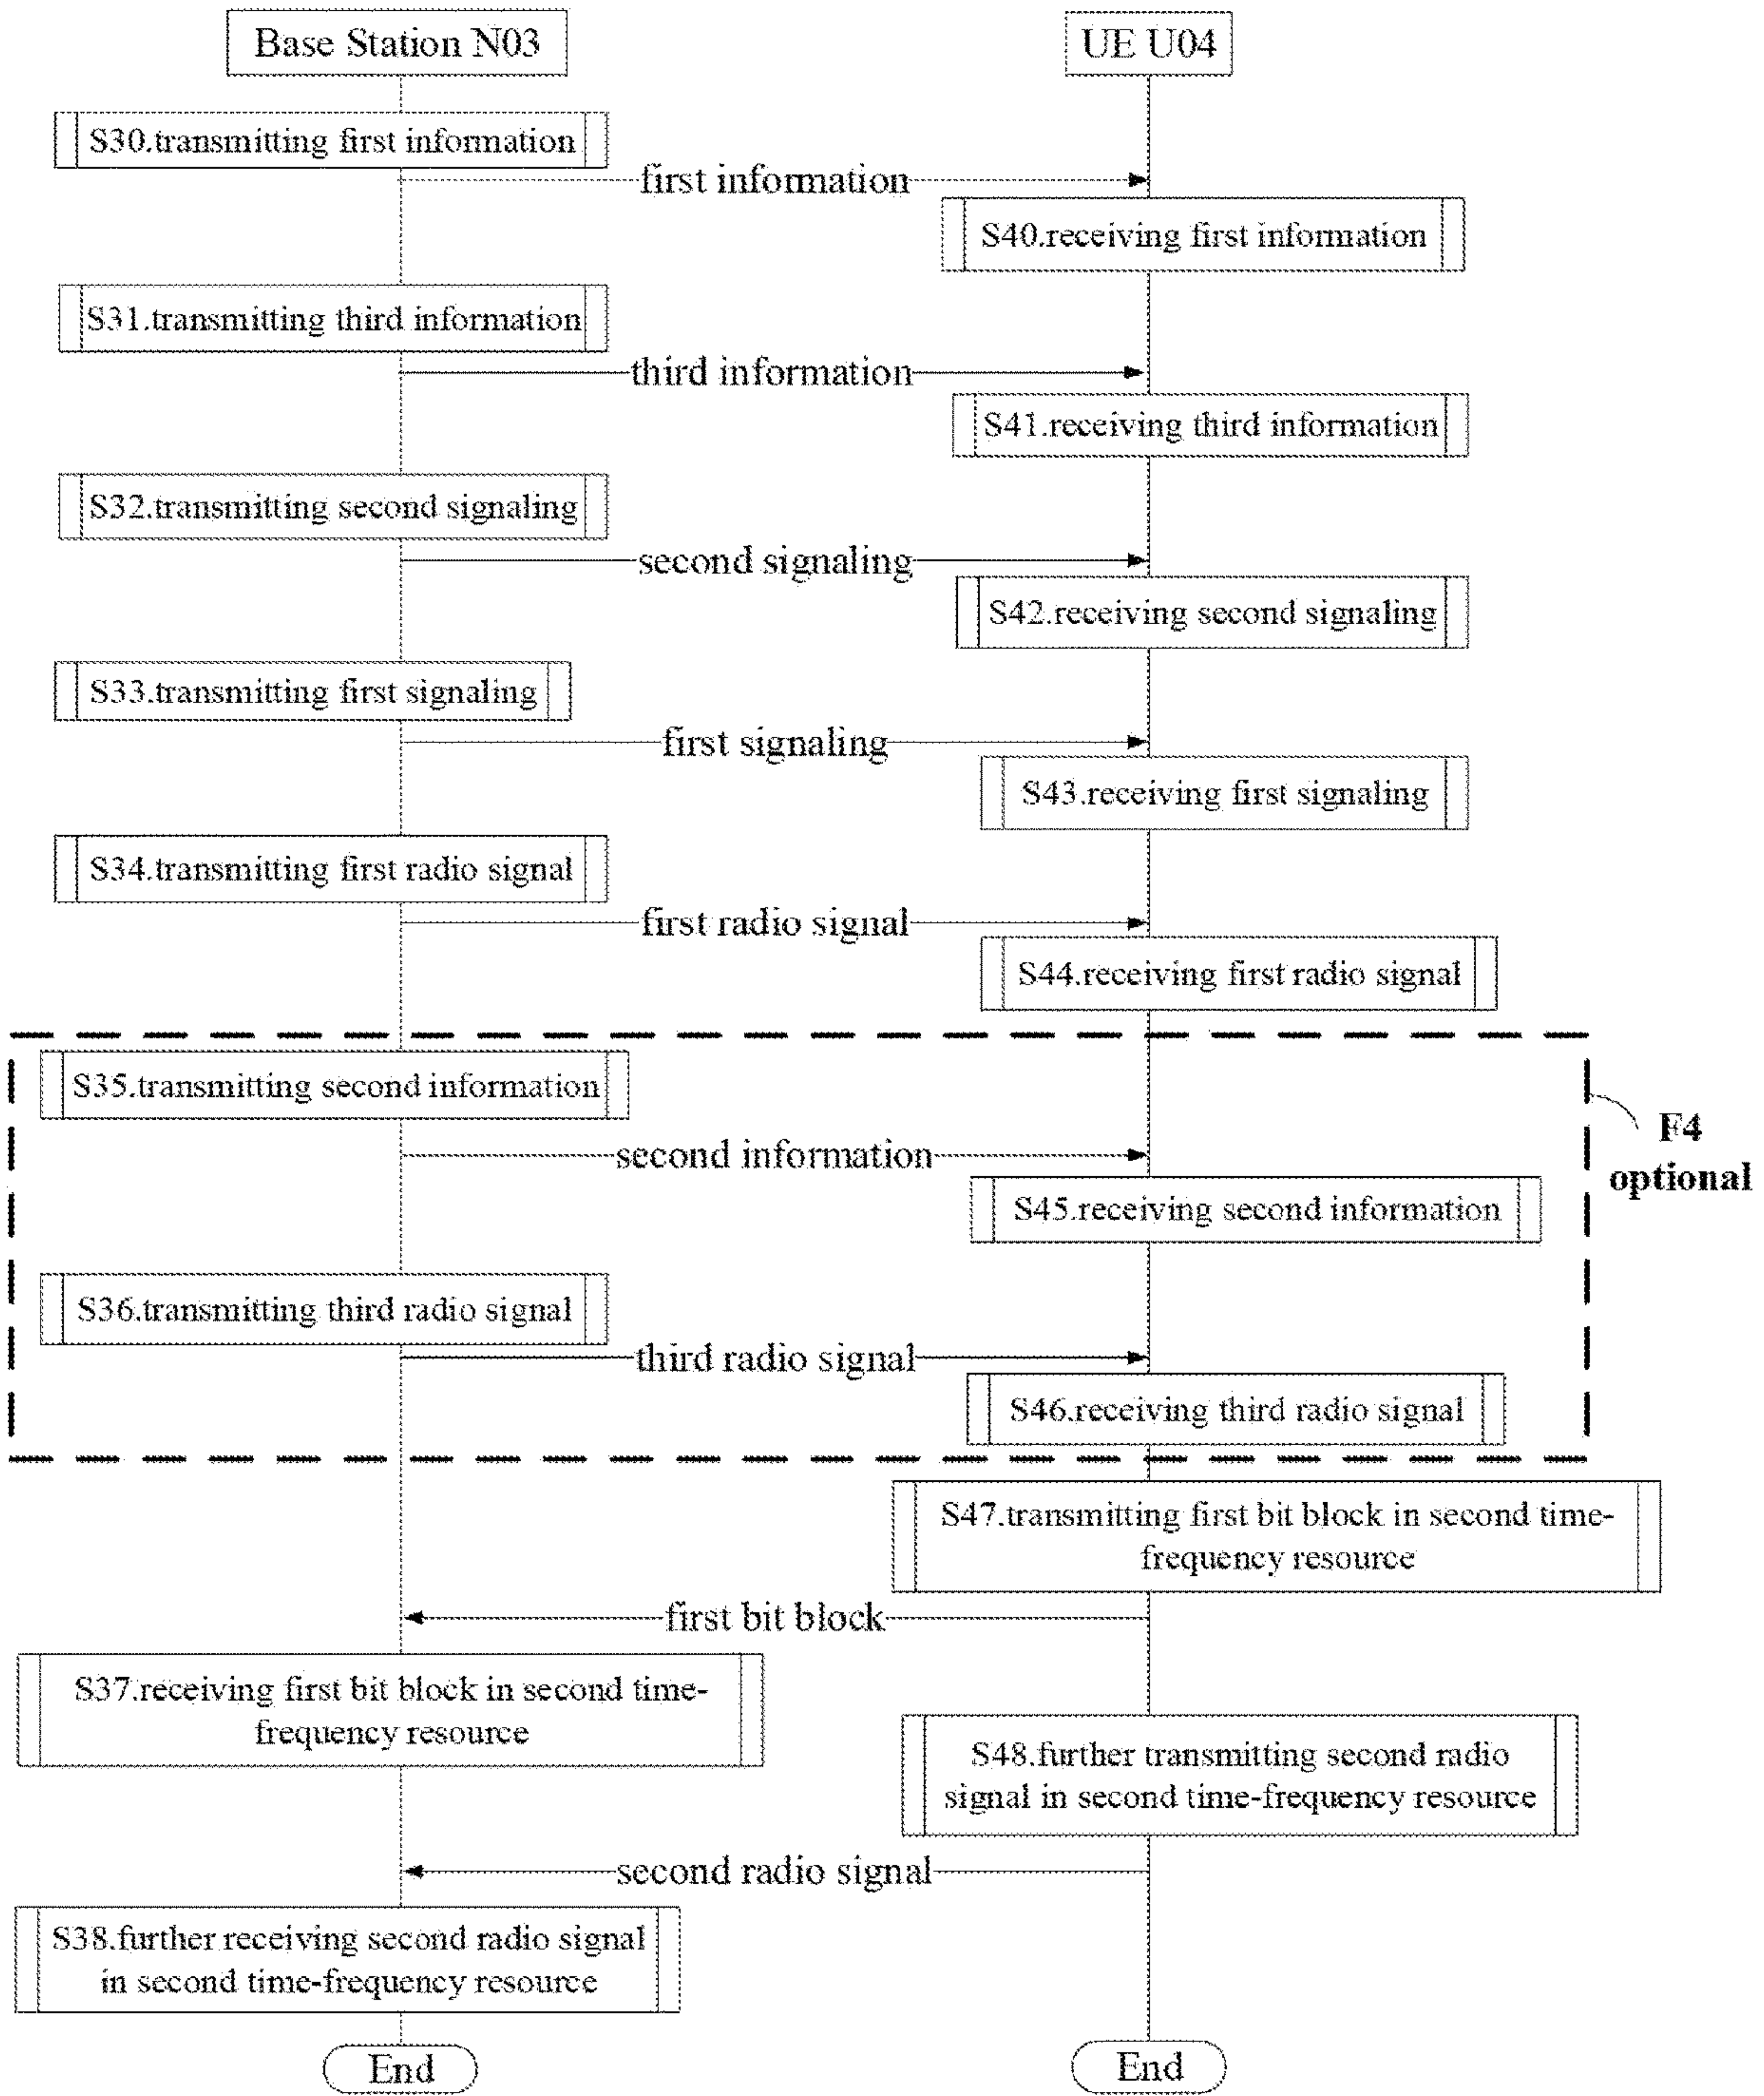 Base Station N03
UE U04
S30.transmitting first information
first information
S40.receiving first information
S31.transmitting third information
third information
S41.receiving third information
S32.transmitting second signaling
second signaling
S42.receiving second signaling
S33.transmitting first signaling
first signaling
S43.receiving first signaling
S34.transmitting first radio signal
first radio signal
S44.receiving first radio signal
S35.transmitting second information
F4
optional
second information
S45.receiving second information
S36.transmitting third radio signal
third radio signal
S46.receiving third radio signal
S47.transmitting first bit block in second time-
frequency resource
first bit block
S37.receiving first bit block in second time-
frequency resource
S48.further transmitting second radio
signal in second time-frequency resource
second radio signal
S38.further receiving second radio signal
in second time-frequency resource
End
End